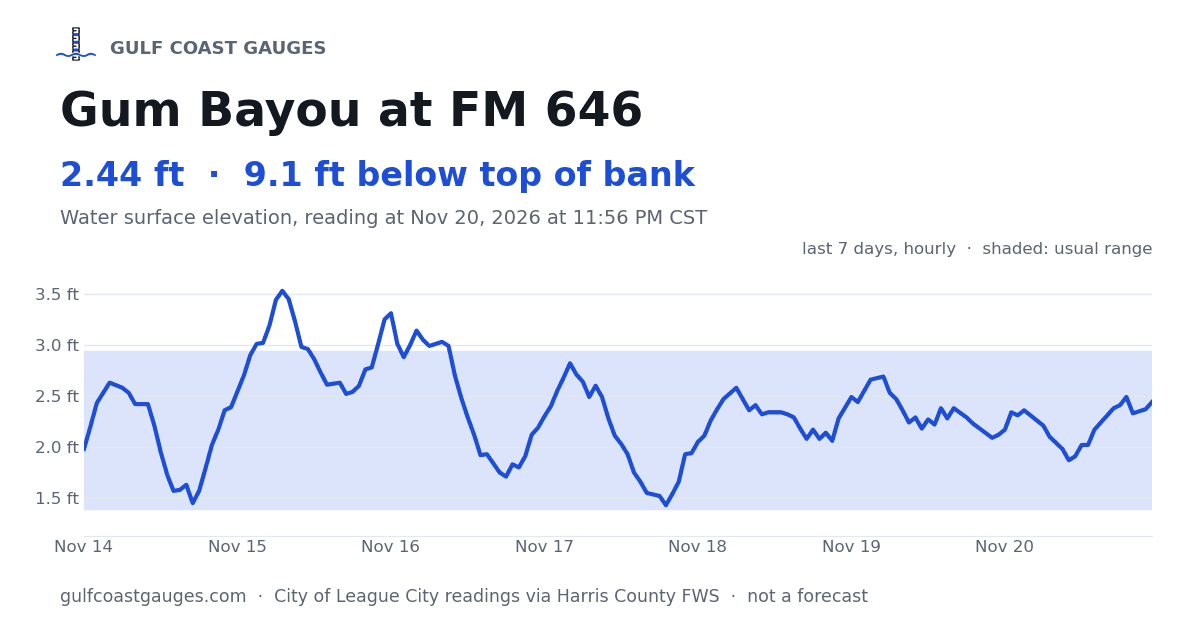 GULF COAST GAUGES
Gum Bayou at FM 646
2.44 ft · 9.1 ft below top of bank
Water surface elevation, reading at Nov 20, 2026 at 11:56 PM CST
last 7 days, hourly · shaded: usual range
3.5 ft
3.0 ft
2.5 ft
2.0 ft
1.5 ft
Nov 14 Nov 15 Nov 16 Nov 17 Nov 18 Nov 19 Nov 20
gulfcoastgauges.com · City of League City readings via Harris County FWS · not a forecast